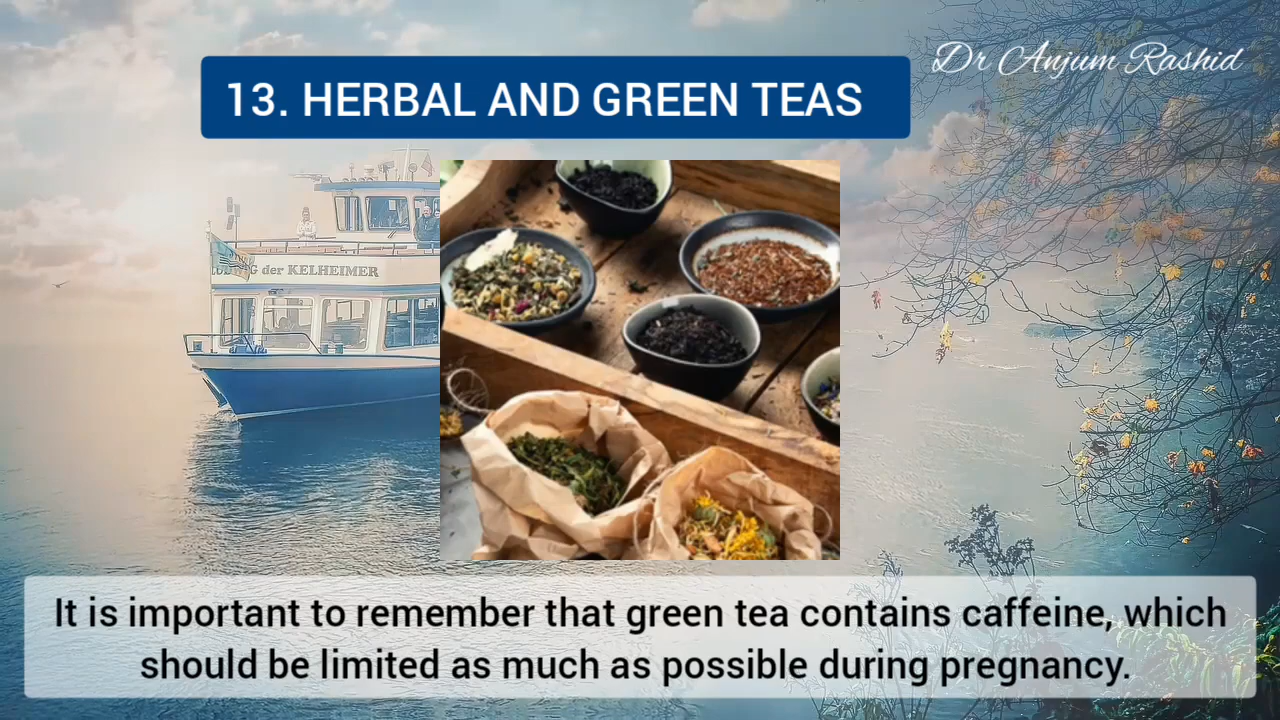 Dr Anjum Rashid
13. HERBAL AND GREEN TEAS
G der KELHEIMER
It is important to remember that green tea contains caffeine, which
should be limited as much as possible during pregnancy.